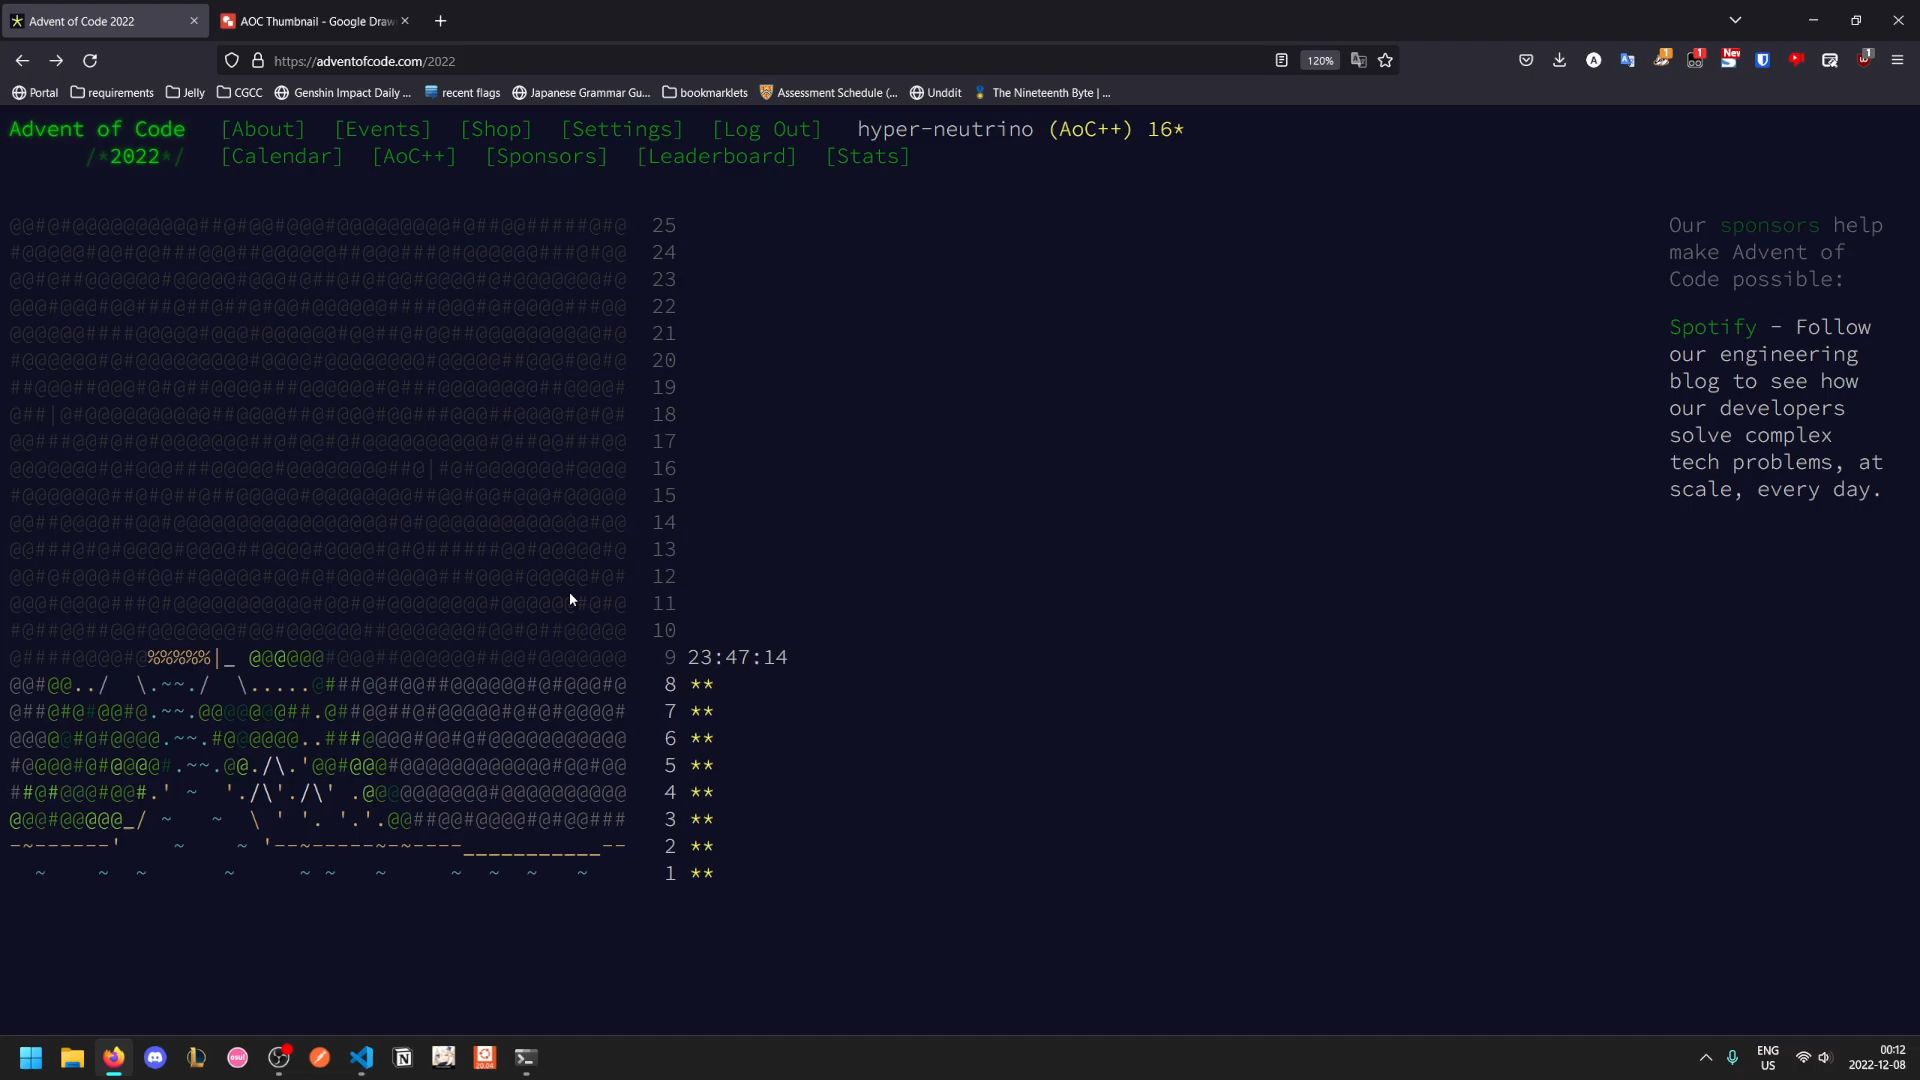 Advent of Code 2022
AOC Thumbnail - Google Draw
https://adventofcode.com/2022
120%
Portal
requirements
Jelly
CGCC
Genshin Impact Daily ...
recent flags
Japanese Grammar Gu...
bookmarklets
Assessment Schedule (...
Unddit
The Nineteenth Byte | ...
Advent of Code [About] [Events] [Shop] [Settings] [Log Out] hyper-neutrino (AoC++) 16*
/*2022*/ [Calendar] [AoC++] [Sponsors] [Leaderboard] [Stats]
25
24
23
22
21
20
19
18
17
16
15
14
13
12
11
10
9 23:47:14
8 **
7 **
6 **
5 **
4 **
3 **
2 **
1 **
Our sponsors help
make Advent of
Code possible:
Spotify - Follow
our engineering
blog to see how
our developers
solve complex
tech problems, at
scale, every day.
New
osu!
20.04
ENG
US
00:12
2022-12-08